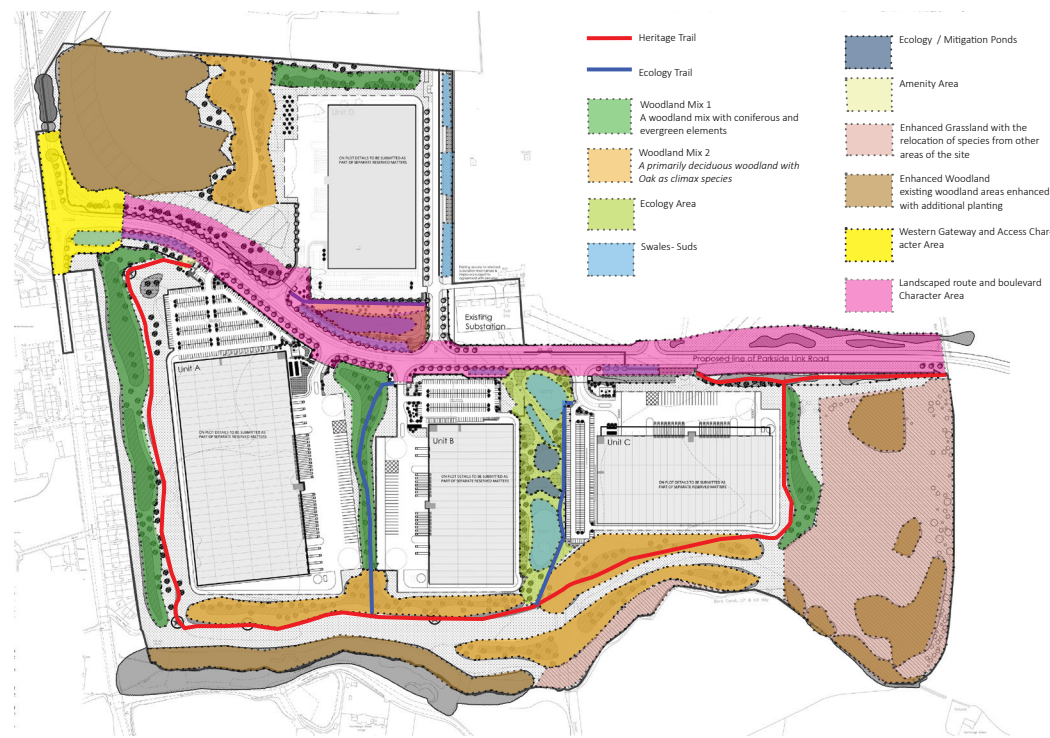 Heritage Trail
Ecology Trail
Woodland Mix 1
A woodland mix with coniferous and
evergreen elements
Woodland Mix 2
A primarily deciduous woodland with
Oak as climax species
Ecology Area
Swales- Suds
Ecology / Mitigation Ponds
Amenity Area
Enhanced Grassland with the
relocation of species from other
areas of the site
Enhanced Woodland
existing woodland areas enhanced
with additional planting
Western Gateway and Access Char-
acter Area
Landscaped route and boulevard
Character Area
Unit D
ON PLOT DETAILS TO BE SUBMITTED AS
PART OF SEPARATE RESERVED MATTERS
Existing
Substation
Proposed line of Parkside Link Road
Unit A
ON PLOT DETAILS TO BE SUBMITTED AS
PART OF SEPARATE RESERVED MATTERS
Unit B
ON PLOT DETAILS TO BE SUBMITTED AS
PART OF SEPARATE RESERVED MATTERS
Unit C
ON PLOT DETAILS TO BE SUBMITTED AS
PART OF SEPARATE RESERVED MATTERS